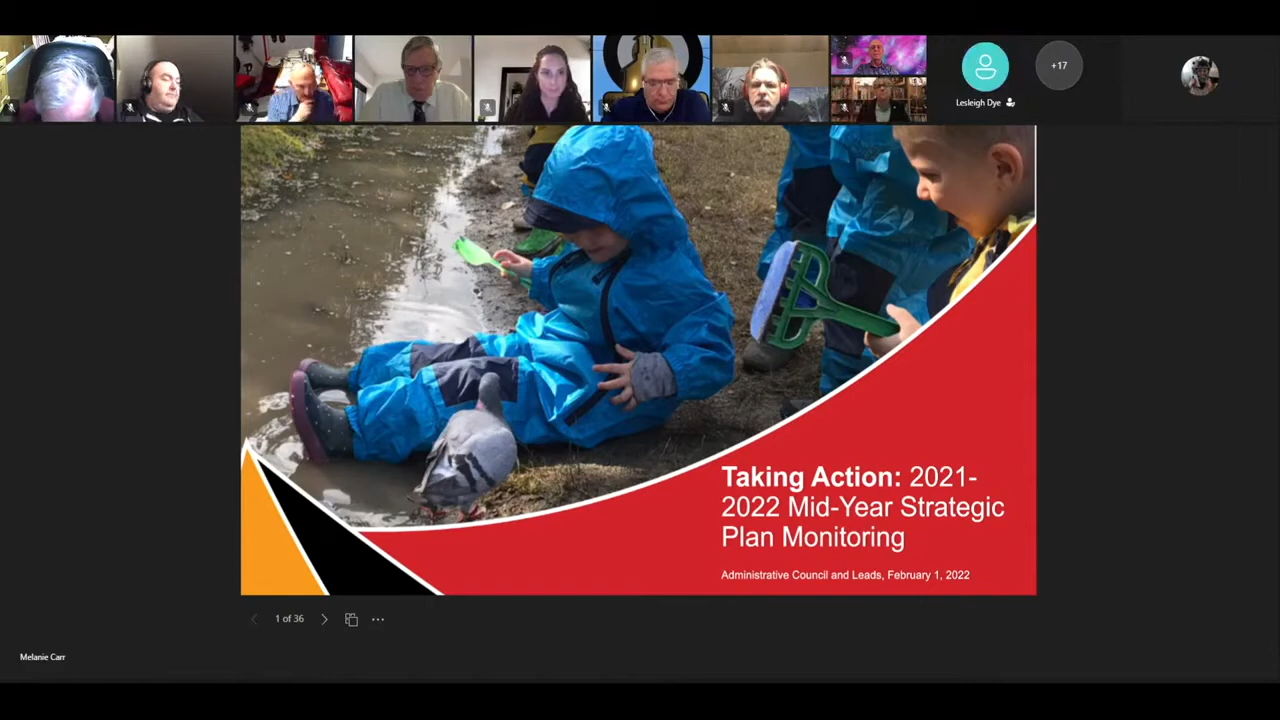 +17
Lesleigh Dye
Taking Action: 2021-
2022 Mid-Year Strategic
Plan Monitoring
Administrative Council and Leads, February 1, 2022
1 of 36
Melanie Carr